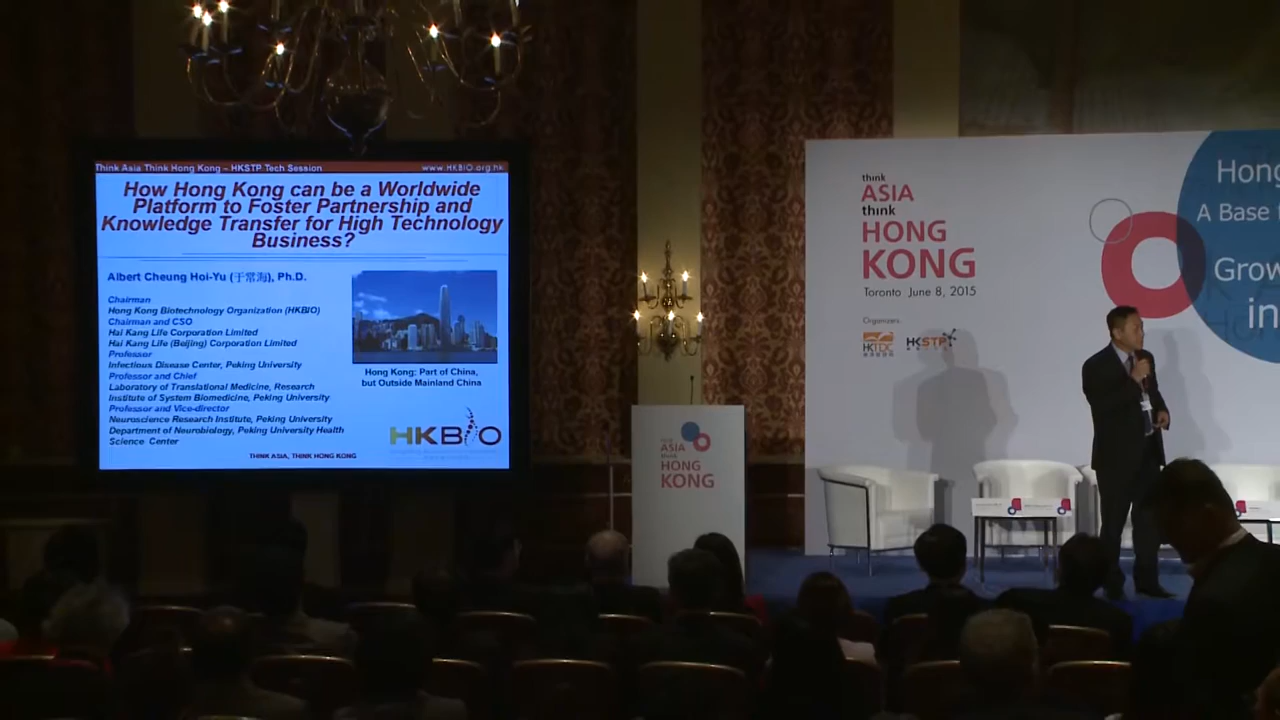 Think Asia Think Hong Kong – HKSTP Tech Session
www.HKBIO.org.hk
How Hong Kong can be a Worldwide
Platform to Foster Partnership and
Knowledge Transfer for High Technology
Business?
Albert Cheung Hoi-Yu (于常海), Ph.D.
Chairman
Hong Kong Biotechnology Organization (HKBIO)
Chairman and CSO
Hai Kang Life Corporation Limited
Hai Kang Life (Beijing) Corporation Limited
Professor
Infectious Disease Center, Peking University
Professor and Chief
Laboratory of Translational Medicine, Research
Institute of System Biomedicine, Peking University
Professor and Vice-director
Neuroscience Research Institute, Peking University
Department of Neurobiology, Peking University Health
Science Center
Hong Kong: Part of China,
but Outside Mainland China
HKBIO
THINK ASIA, THINK HONG KONG
ASIA
think
HONG
KONG
think
ASIA
think
HONG
KONG
Toronto June 8, 2015
Organizers
HKTDC
HKSTP
Hong
A Base
Grow
in